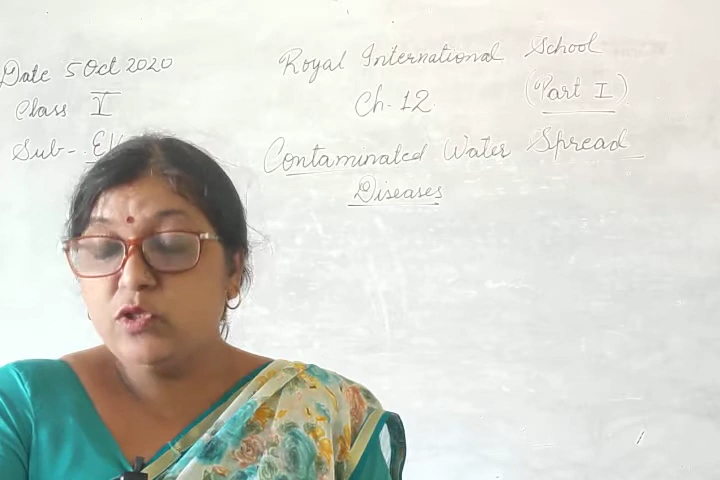 Date 5 Oct 2020
Class V
Sub-
Royal International School
Ch. 12
(Part I)
Contaminated Water Spread
Diseases